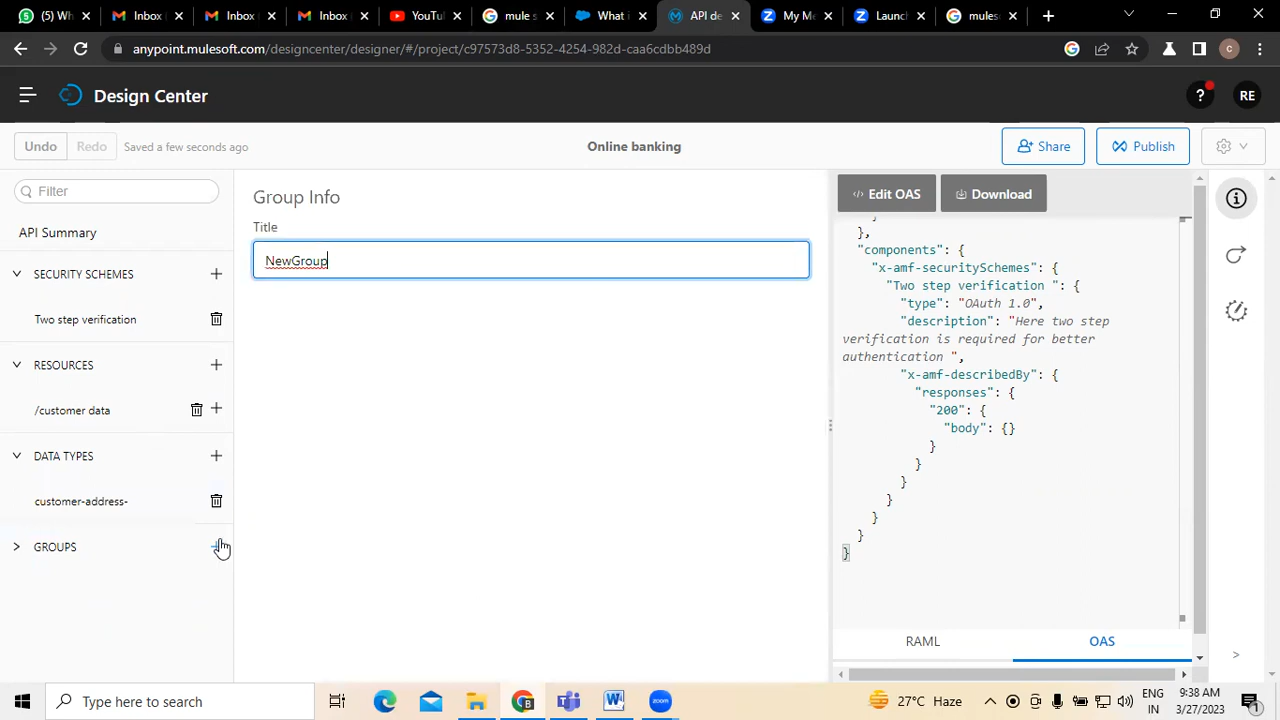 (5) Wh
Inbox (
Inbox (
Inbox (
YouTu
mule s
What i
API de
My Me
Launc
mules
anypoint.mulesoft.com/designcenter/designer/#/project/c97573d8-5352-4254-982d-caa6cdbb489d
c
Design Center
?
RE
Undo
Redo
Saved a few seconds ago
Online banking
Share
Publish
Filter
API Summary
SECURITY SCHEMES
Two step verification
RESOURCES
/customer data
DATA TYPES
customer-address-
GROUPS
Group Info
Title
NewGroup
Edit OAS
Download
}
},
"components": {
"x-amf-securitySchemes": {
"Two step verification ": {
"type": "OAuth 1.0",
"description": "Here two step
verification is required for better
authentication ",
"x-amf-describedBy": {
"responses": {
"200": {
"body": {}
}
}
}
}
}
}
}
RAML
OAS
Type here to search
27°C Haze
ENG
IN
9:38 AM
3/27/2023
1